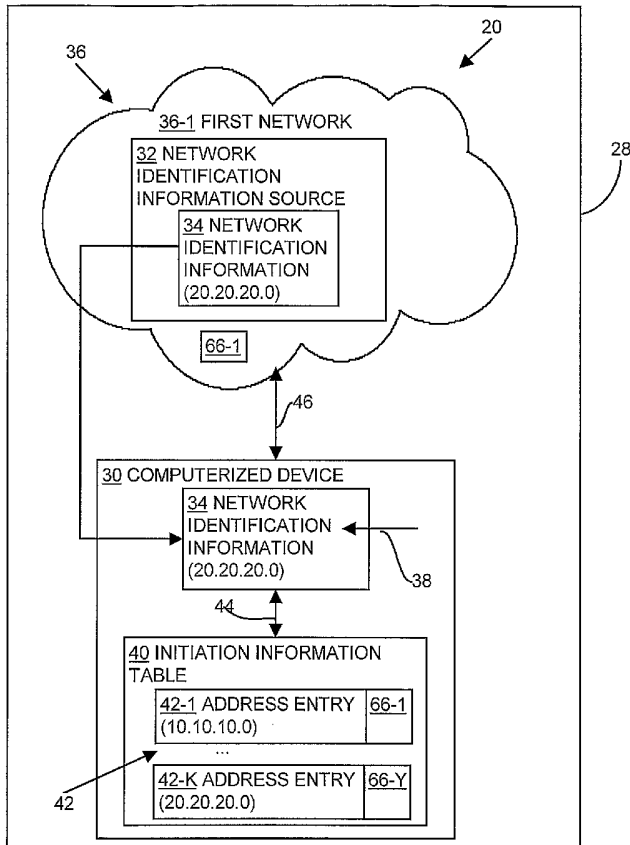 20
36
36-1 FIRST NETWORK
28
32 NETWORK
IDENTIFICATION
INFORMATION SOURCE
34 NETWORK
IDENTIFICATION
INFORMATION
(20.20.20.0)
66-1
46
30 COMPUTERIZED DEVICE
34 NETWORK
IDENTIFICATION
INFORMATION
(20.20.20.0)
38
44
40 INITIATION INFORMATION
TABLE
42-1 ADDRESS ENTRY 66-1
(10.10.10.0)
...
42
42-K ADDRESS ENTRY 66-Y
(20.20.20.0)